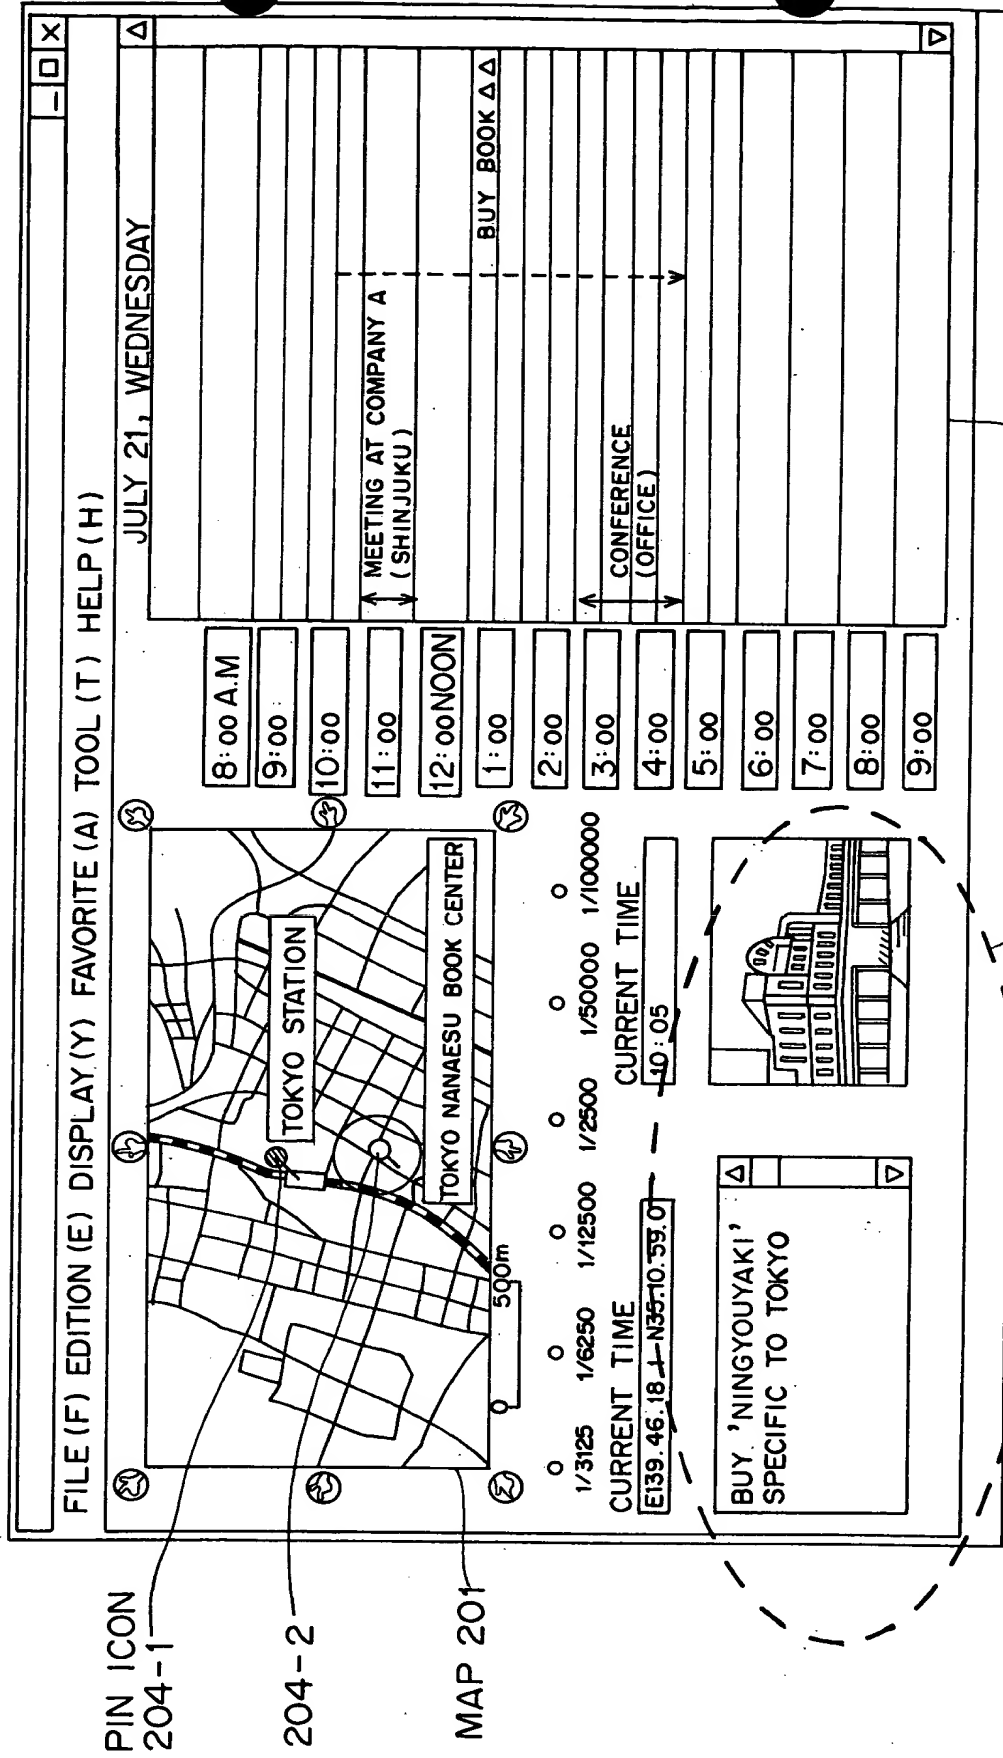 FILE (F) EDITION (E) DISPLAY (Y) FAVORITE (A) TOOL (T) HELP (H)
JULY 21, WEDNESDAY
PIN ICON
204-1
204-2
MAP 201
TOKYO STATION
TOKYO NANAESU BOOK CENTER
0 500m
1/3125 1/6250 1/12500 1/2500 1/50000 1/100000
CURRENT TIME
E139.46.18.1 N35.10.59.0
CURRENT TIME
10:05
BUY 'NINGYOUYAKI'
SPECIFIC TO TOKYO
8:00 A.M
9:00
10:00
11:00
12:00 NOON
1:00
2:00
3:00
4:00
5:00
6:00
7:00
8:00
9:00
MEETING AT COMPANY A
(SHINJUKU)
BUY BOOK △△
CONFERENCE
(OFFICE)